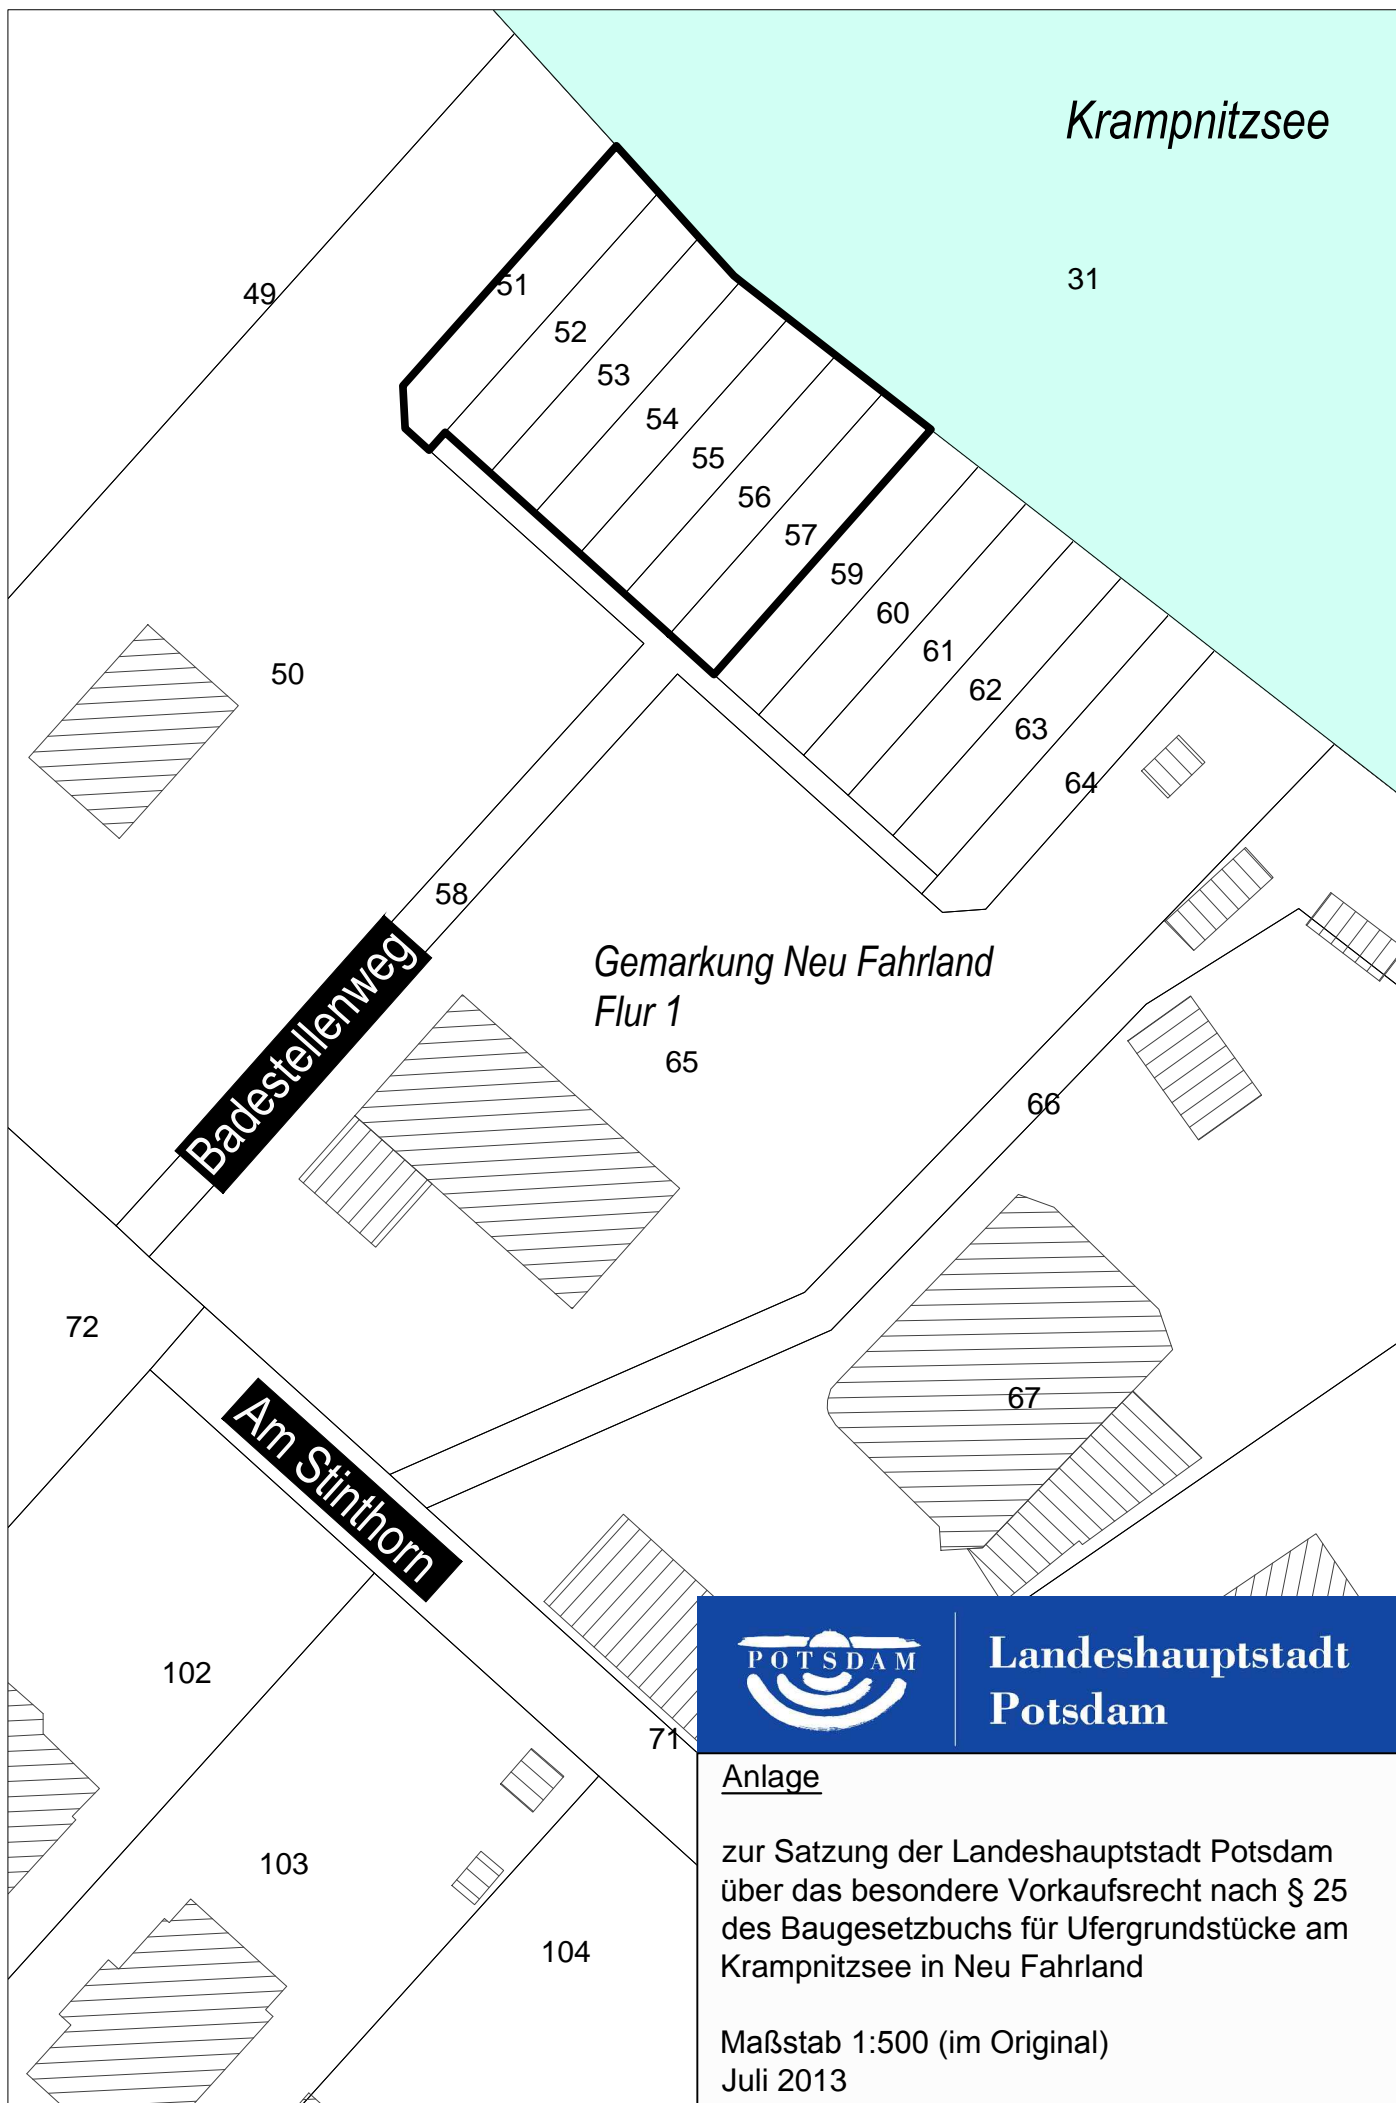 Krampnitzsee
31
49
51
52
53
54
55
56
57
59
60
61
62
63
64
50
58
Badestellenweg
Gemarkung Neu Fahrland
Flur 1
65
66
72
Am Stinthorn
67
102
71
103
104
POTSDAM
Landeshauptstadt
Potsdam
Anlage
zur Satzung der Landeshauptstadt Potsdam
über das besondere Vorkaufsrecht nach § 25
des Baugesetzbuchs für Ufergrundstücke am
Krampnitzsee in Neu Fahrland
Maßstab 1:500 (im Original)
Juli 2013